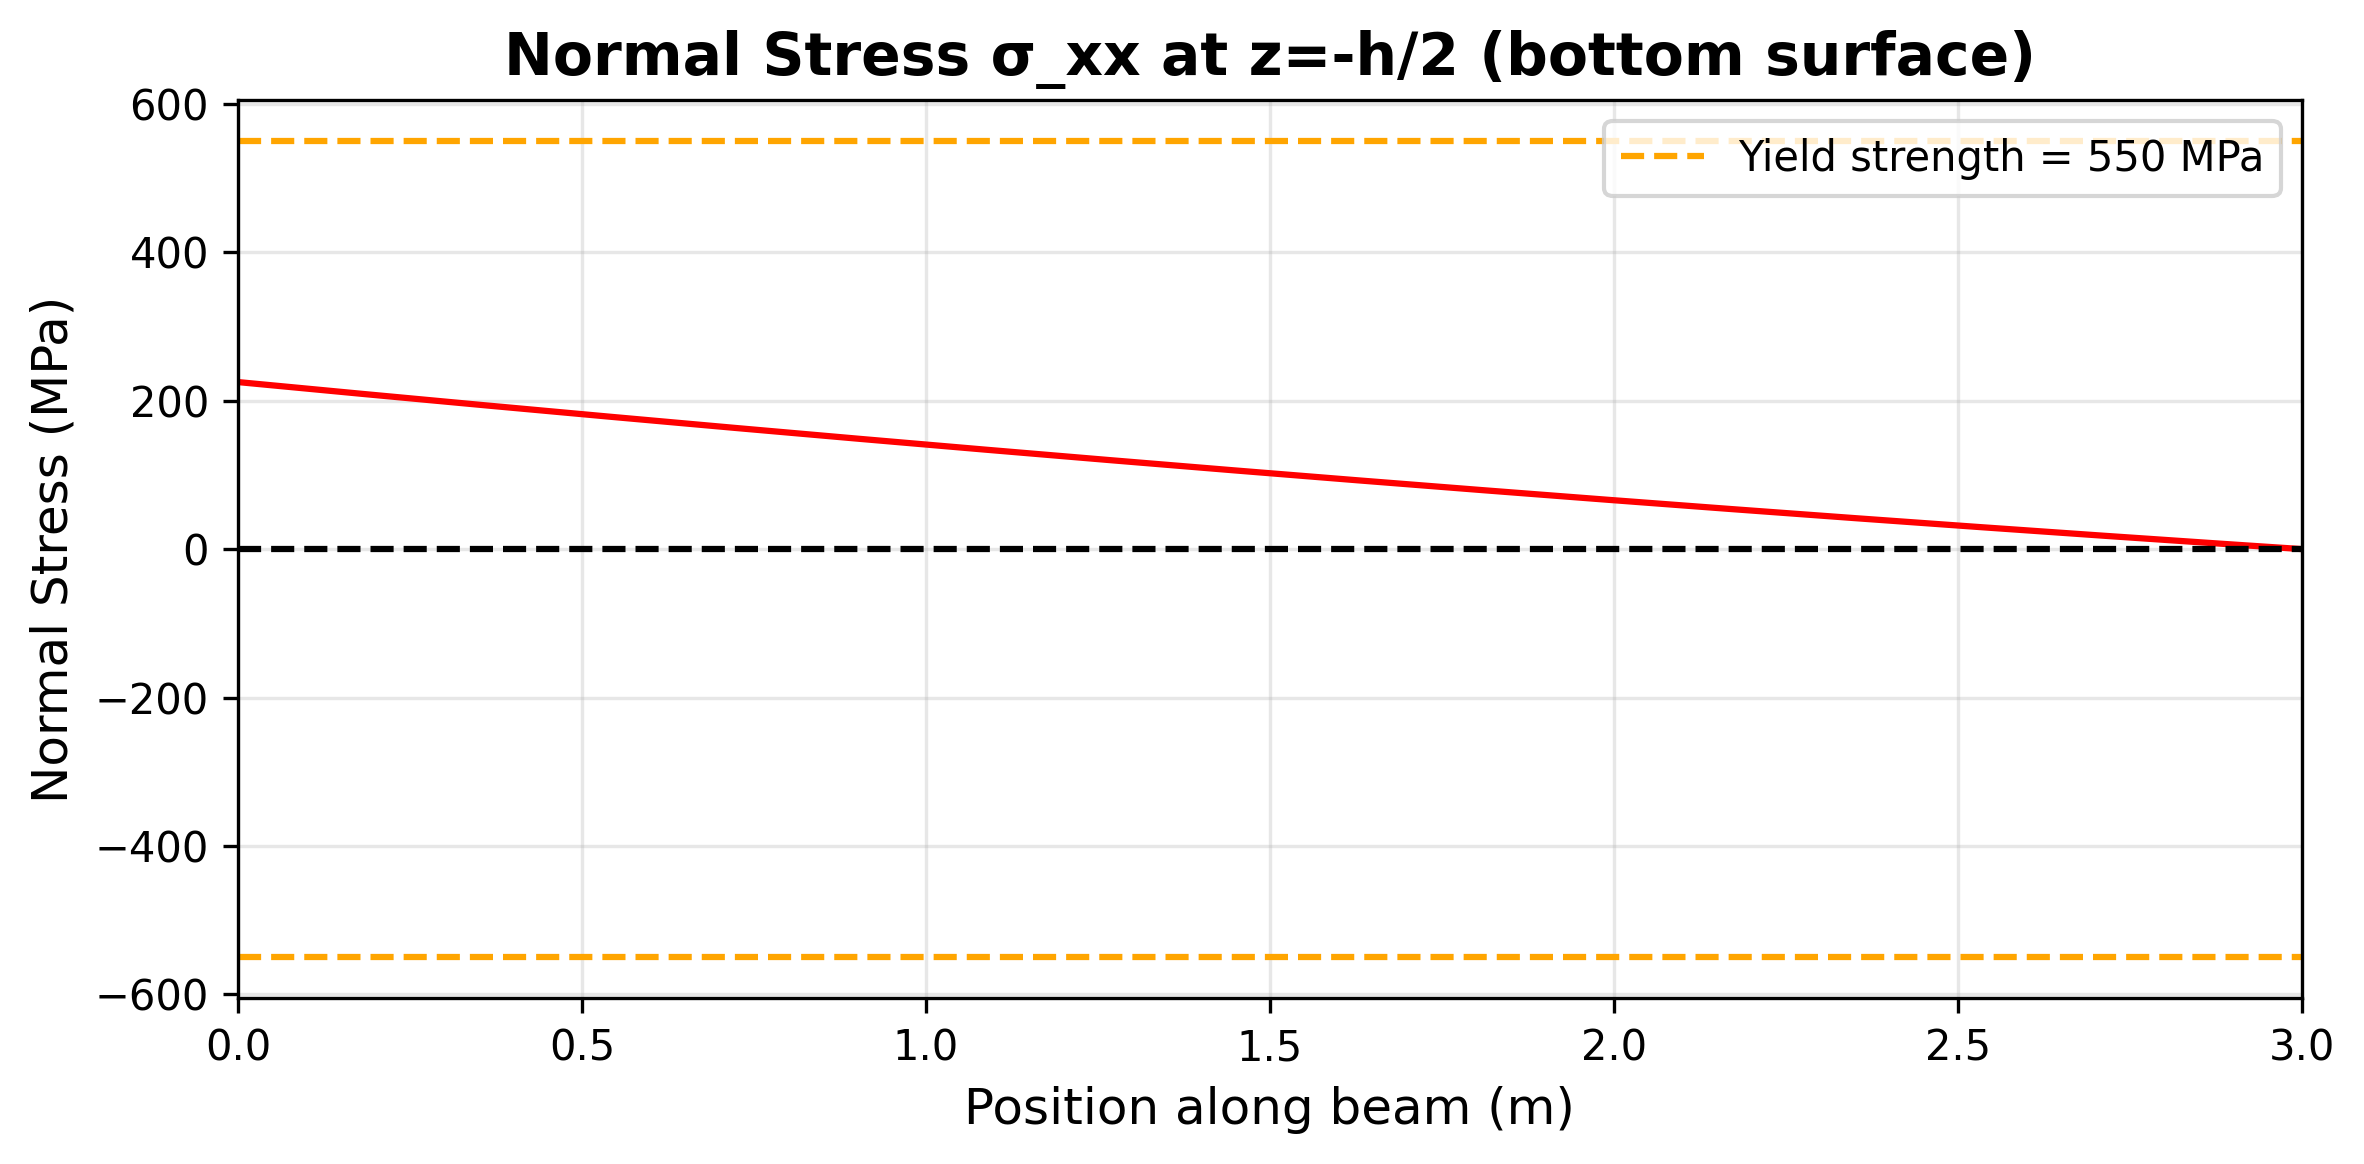 Normal Stress σ_xx at z=-h/2 (bottom surface)
Yield strength = 550 MPa
Normal Stress (MPa)
600
400
200
0
−200
−400
−600
0.0 0.5 1.0 1.5 2.0 2.5 3.0
Position along beam (m)